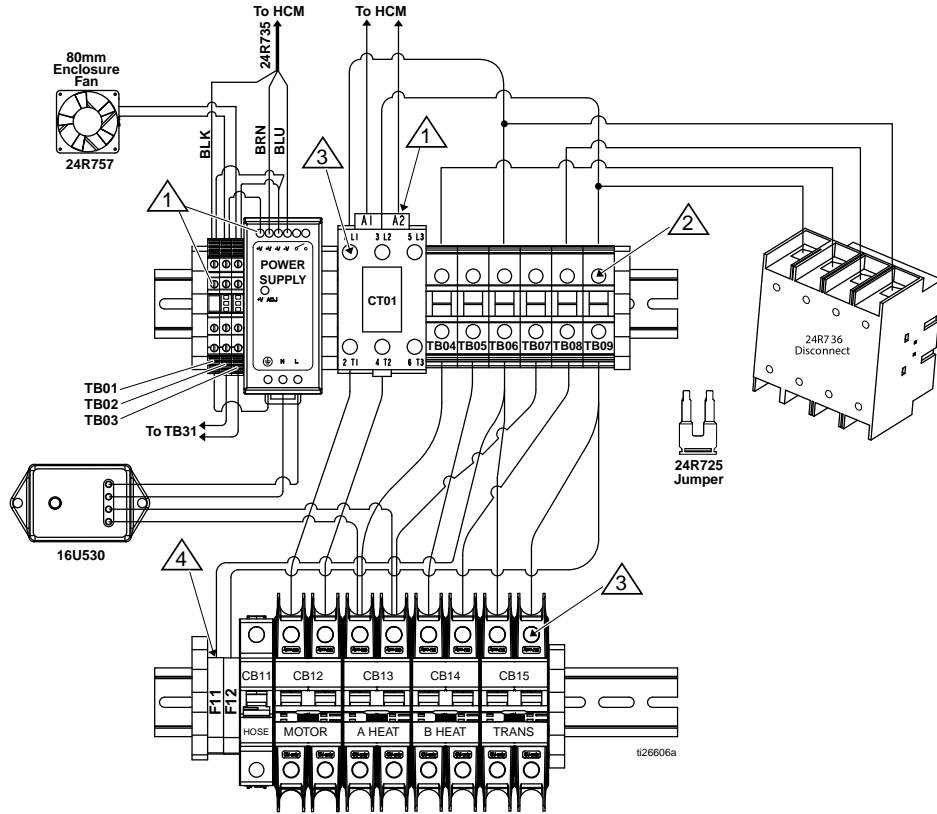 To HCM
To HCM
24R735
80mm
Enclosure
Fan
24R757
BLK
BRN
BLU
1
3
1
2
A1 A2
1 L1 3 L2 5 L3
+V +V -V -V
POWER
SUPPLY
+V ADJ
N L
CT01
2 T1 4 T2 6 T3
TB04 TB05 TB06 TB07 TB08 TB09
24R736
Disconnect
TB01
TB02
TB03
To TB31
24R725
Jumper
16U530
4
3
F11
F12
CB11 CB12 CB13 CB14 CB15
HOSE MOTOR A HEAT B HEAT TRANS
ti26606a